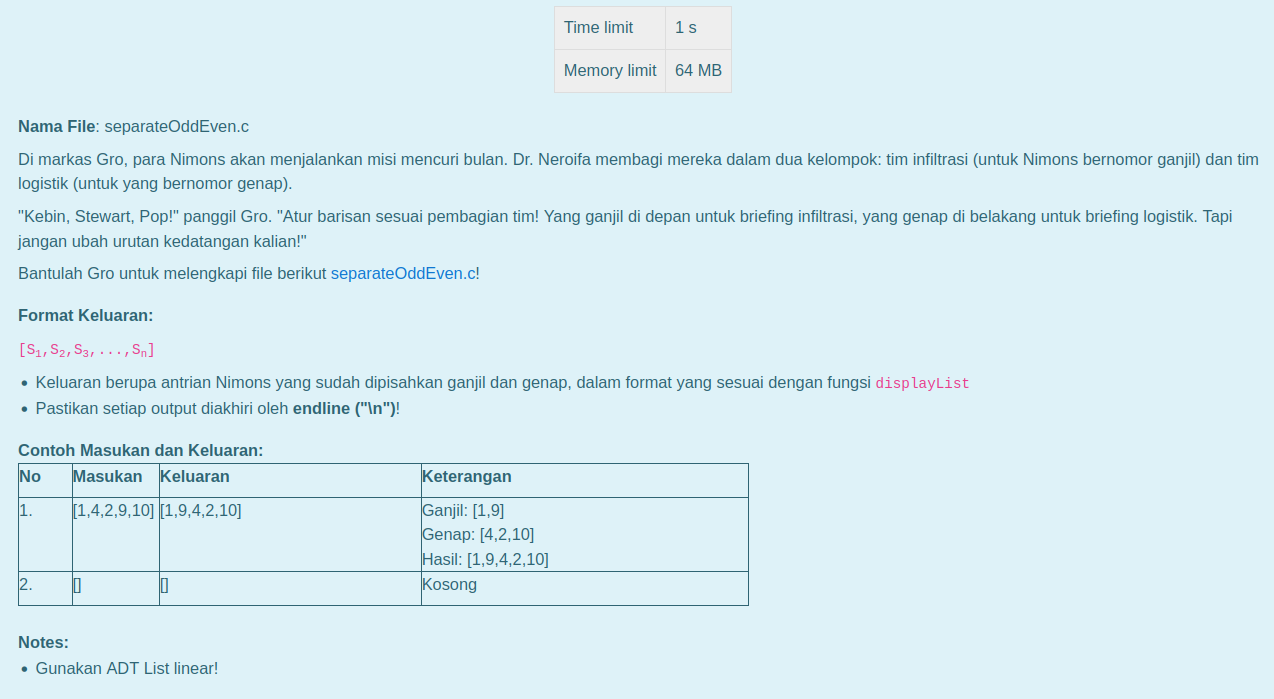 Time limit 1 s
Memory limit 64 MB
Nama File: separateOddEven.c
Di markas Gro, para Nimons akan menjalankan misi mencuri bulan. Dr. Neroifa membagi mereka dalam dua kelompok: tim infiltrasi (untuk Nimons bernomor ganjil) dan tim
logistik (untuk yang bernomor genap).
"Kebin, Stewart, Pop!" panggil Gro. "Atur barisan sesuai pembagian tim! Yang ganjil di depan untuk briefing infiltrasi, yang genap di belakang untuk briefing logistik. Tapi
jangan ubah urutan kedatangan kalian!"
Bantulah Gro untuk melengkapi file berikut separateOddEven.c!
Format Keluaran:
[S1,S2,S3,...,Sn]
• Keluaran berupa antrian Nimons yang sudah dipisahkan ganjil dan genap, dalam format yang sesuai dengan fungsi displayList
• Pastikan setiap output diakhiri oleh endline ("\n")!
Contoh Masukan dan Keluaran:
No Masukan Keluaran Keterangan
1. [1,4,2,9,10] [1,9,4,2,10] Ganjil: [1,9]
Genap: [4,2,10]
Hasil: [1,9,4,2,10]
2. [] [] Kosong
Notes:
• Gunakan ADT List linear!